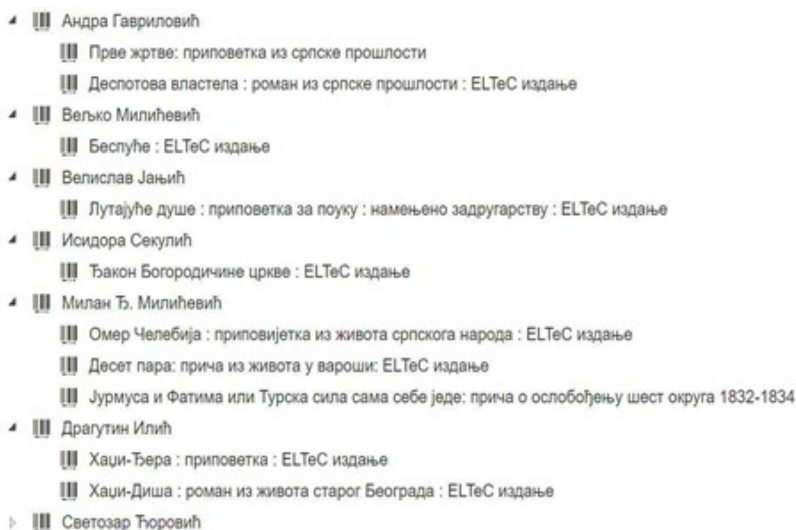 Андра Гавриловић
Прве жртве: приповетка из српске прошлости
Деспотова властела : роман из српске прошлости : ELTeC издање
Вељко Милићевић
Беспуће : ELTeC издање
Велислав Јањић
Лутајуће душе : приповетка за поуку : намењено задругарству : ELTeC издање
Исидора Секулић
Ђакон Богородичине цркве : ELTeC издање
Милан Ђ. Милићевић
Омер Челебија : приповијетка из живота српскога народа : ELTeC издање
Десет пара: прича из живота у вароши: ELTeC издање
Јурмуса и Фатима или Турска сила сама себе једе: прича о ослобођењу шест округа 1832-1834
Драгутин Илић
Хаџи-Ђера : приповетка : ELTeC издање
Хаџи-Диша : роман из живота старог Београда : ELTeC издање
Светозар Ћоровић